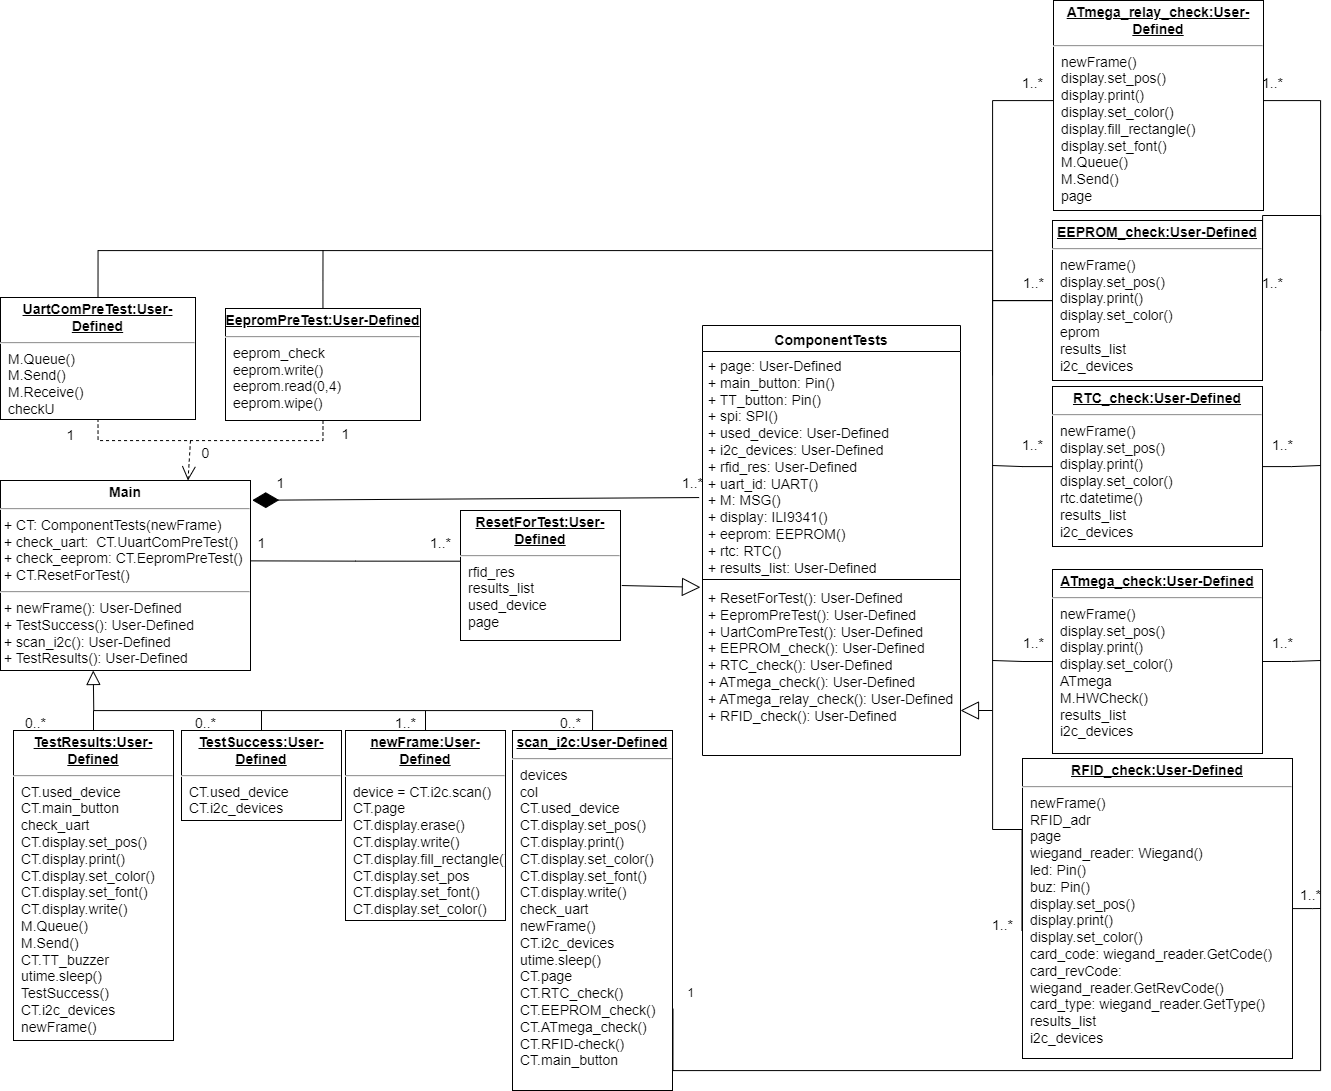 ATmega_relay_check:User-
Defined
newFrame()
display.set_pos()
display.print()
display.set_color()
display.fill_rectangle()
display.set_font()
M.Queue()
M.Send()
page
1..*
1..*
EEPROM_check:User-Defined
newFrame()
display.set_pos()
display.print()
display.set_color()
eprom
results_list
i2c_devices
1..*
1..*
UartComPreTest:User-
Defined
M.Queue()
M.Send()
M.Receive()
checkU
1
EepromPreTest:User-Defined
eeprom_check
eeprom.write()
eeprom.read(0,4)
eeprom.wipe()
1
0
ComponentTests
+ page: User-Defined
+ main_button: Pin()
+ TT_button: Pin()
+ spi: SPI()
+ used_device: User-Defined
+ i2c_devices: User-Defined
+ rfid_res: User-Defined
+ uart_id: UART()
+ M: MSG()
+ display: ILI9341()
+ eeprom: EEPROM()
+ rtc: RTC()
+ results_list: User-Defined
+ ResetForTest(): User-Defined
+ EepromPreTest(): User-Defined
+ UartComPreTest(): User-Defined
+ EEPROM_check(): User-Defined
+ RTC_check(): User-Defined
+ ATmega_check(): User-Defined
+ ATmega_relay_check(): User-Defined
+ RFID_check(): User-Defined
RTC_check:User-Defined
newFrame()
display.set_pos()
display.print()
display.set_color()
rtc.datetime()
results_list
i2c_devices
1..*
1..*
Main
+ CT: ComponentTests(newFrame)
+ check_uart:  CT.UuartComPreTest()
+ check_eeprom: CT.EepromPreTest()
+ CT.ResetForTest()
+ newFrame(): User-Defined
+ TestSuccess(): User-Defined
+ scan_i2c(): User-Defined
+ TestResults(): User-Defined
1
1..*
1
1..*
ResetForTest:User-
Defined
rfid_res
results_list
used_device
page
ATmega_check:User-Defined
newFrame()
display.set_pos()
display.print()
display.set_color()
ATmega
M.HWCheck()
results_list
i2c_devices
1..*
1..*
0..*
0..*
1..*
0..*
TestResults:User-
Defined
CT.used_device
CT.main_button
check_uart
CT.display.set_pos()
CT.display.print()
CT.display.set_color()
CT.display.set_font()
CT.display.write()
M.Queue()
M.Send()
CT.TT_buzzer
utime.sleep()
TestSuccess()
CT.i2c_devices
newFrame()
TestSuccess:User-
Defined
CT.used_device
CT.i2c_devices
newFrame:User-
Defined
device = CT.i2c.scan()
CT.page
CT.display.erase()
CT.display.write()
CT.display.fill_rectangle(
CT.display.set_pos
CT.display.set_font()
CT.display.set_color()
scan_i2c:User-Defined
devices
col
CT.used_device
CT.display.set_pos()
CT.display.print()
CT.display.set_color()
CT.display.set_font()
CT.display.write()
check_uart
newFrame()
CT.i2c_devices
utime.sleep()
CT.page
CT.RTC_check()
CT.EEPROM_check()
CT.ATmega_check()
CT.RFID-check()
CT.main_button
1
RFID_check:User-Defined
newFrame()
RFID_adr
page
wiegand_reader: Wiegand()
led: Pin()
buz: Pin()
display.set_pos()
display.print()
display.set_color()
card_code: wiegand_reader.GetCode()
card_revCode:
wiegand_reader.GetRevCode()
card_type: wiegand_reader.GetType()
results_list
i2c_devices
1..*
1..*